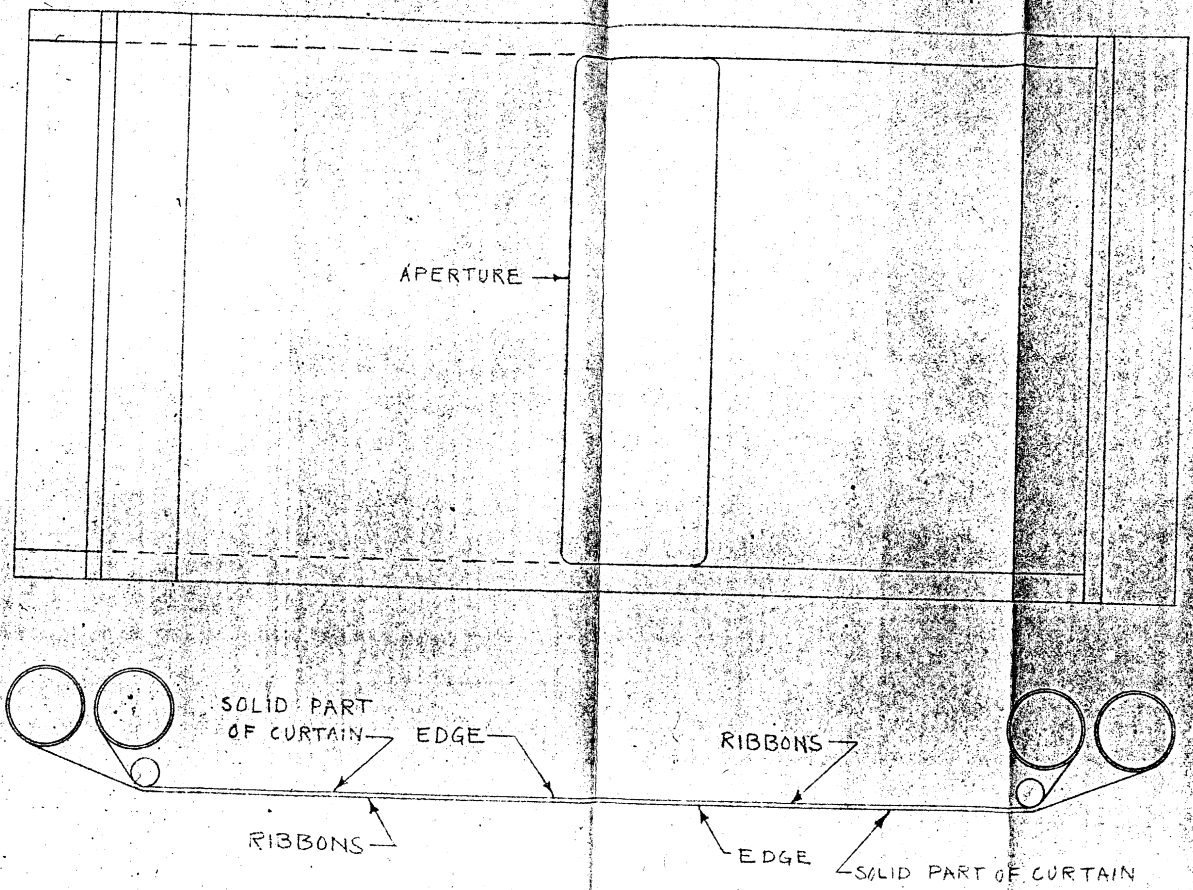 APERTURE
SOLID PART
OF CURTAIN
EDGE
RIBBONS
RIBBONS
EDGE
SOLID PART OF CURTAIN